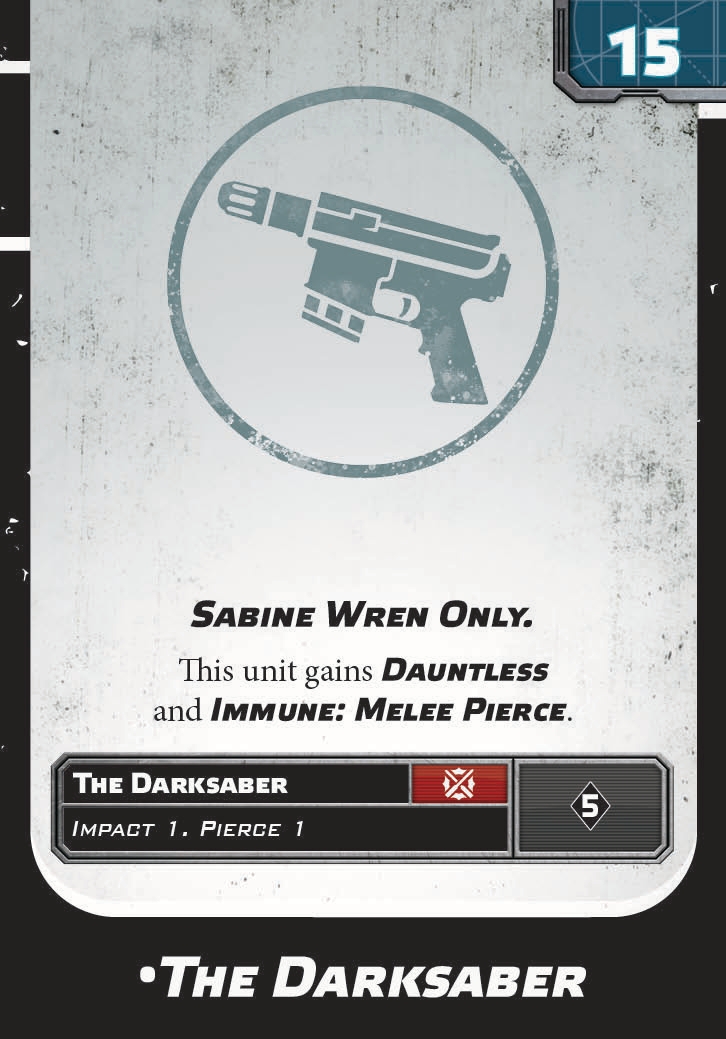 15
SABINE WREN ONLY.
This unit gains DAUNTLESS
and IMMUNE: MELEE PIERCE.
THE DARKSABER
5
IMPACT 1. PIERCE 1
•THE DARKSABER